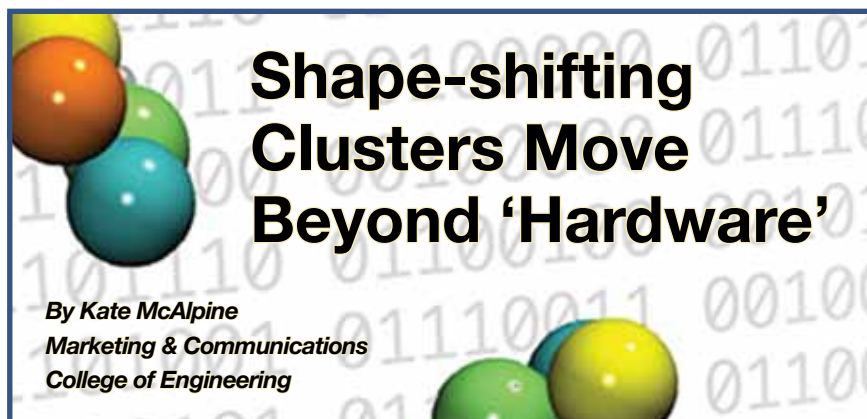 Shape-shifting
Clusters Move
Beyond ‘Hardware’
By Kate McAlpine
Marketing & Communications
College of Engineering